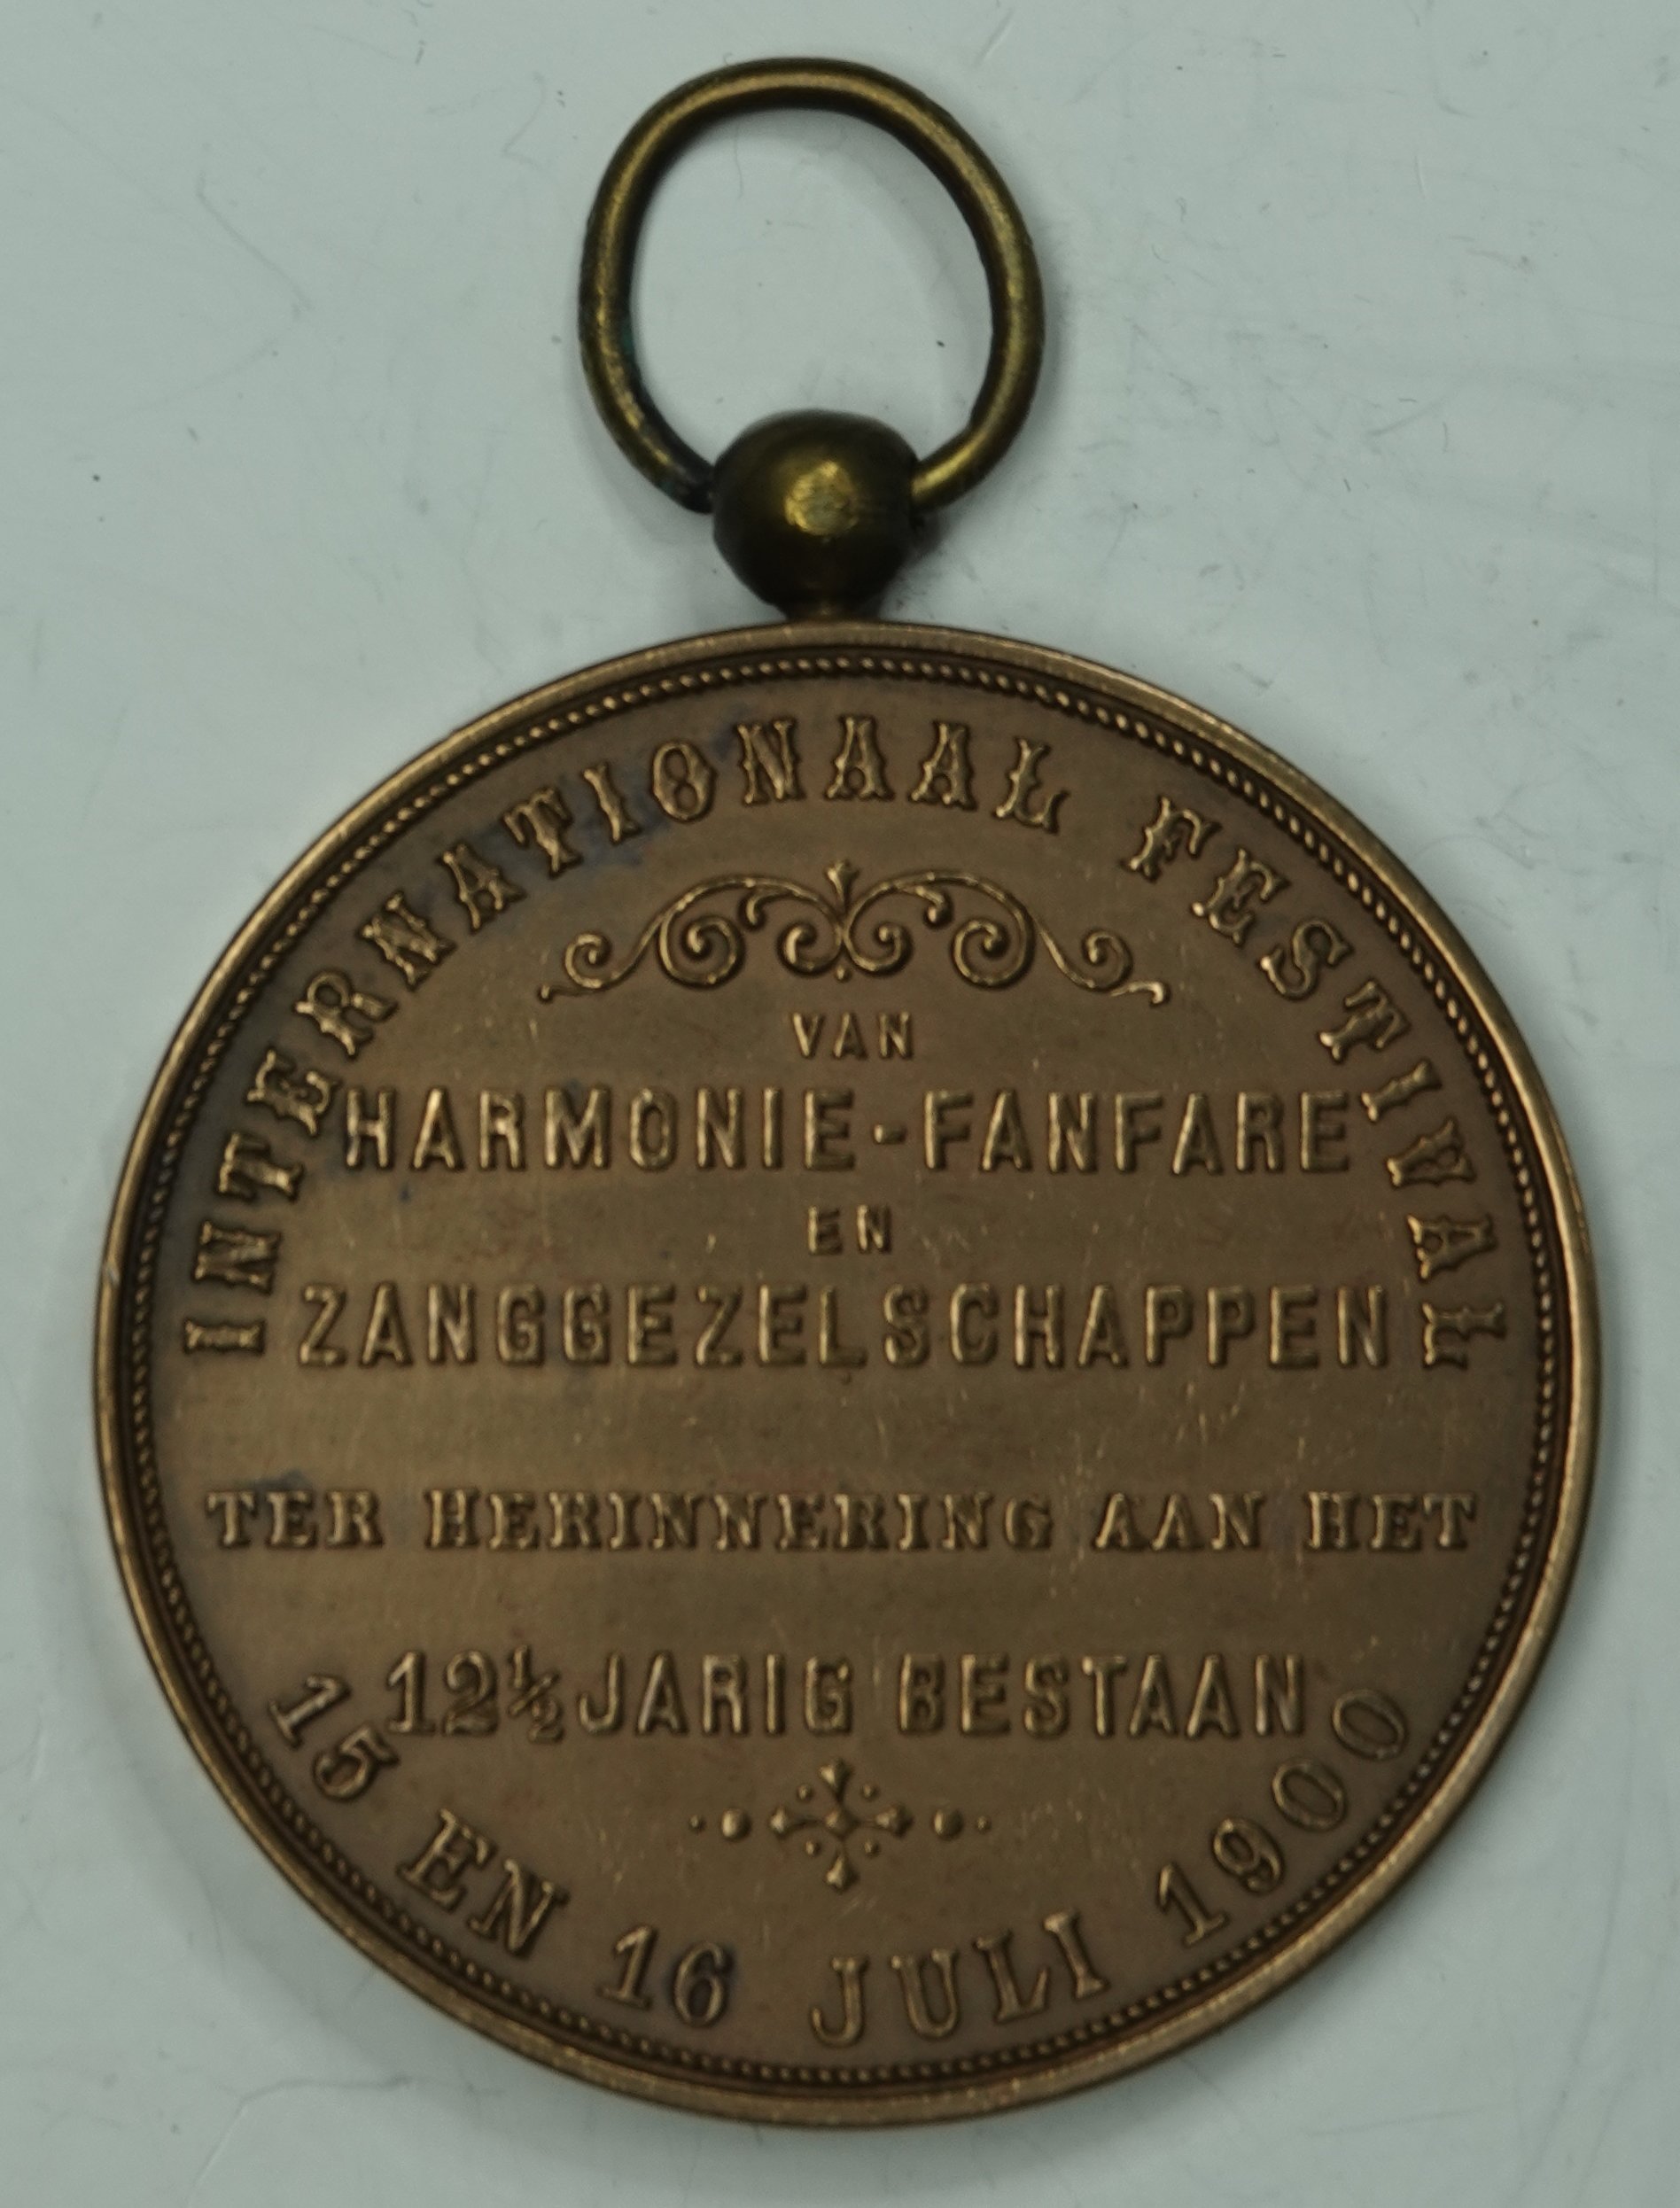 INTERNATIONAAL FESTIVAL
VAN
HARMONIE-FANFARE
EN
ZANGGEZELSCHAPPEN
TER HERINNERING AAN HET
12½ JARIG BESTAAN
15 EN 16 JULI 1900